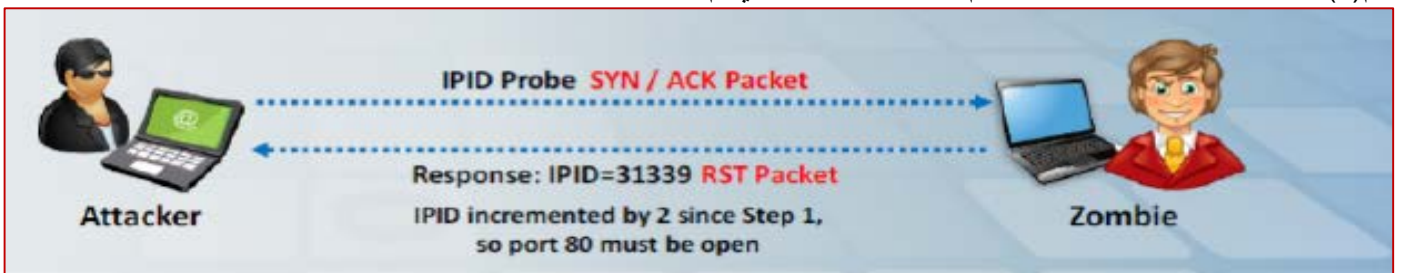 IPID Probe SYN / ACK Packet
Response: IPID=31339 RST Packet
Attacker
IPID incremented by 2 since Step 1,
so port 80 must be open
Zombie